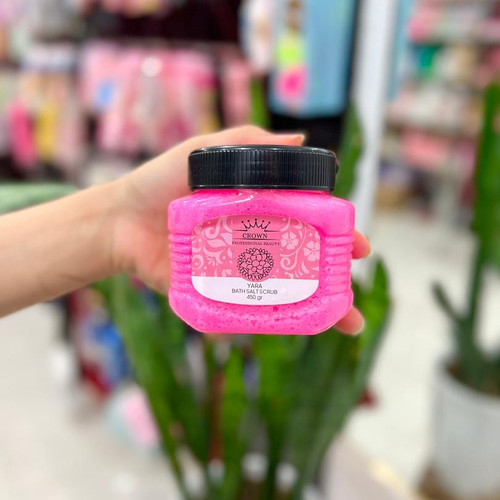 CROWN
PROFESSIONAL BEAUTY
YARA
BATH SALT SCRUB
450 gr